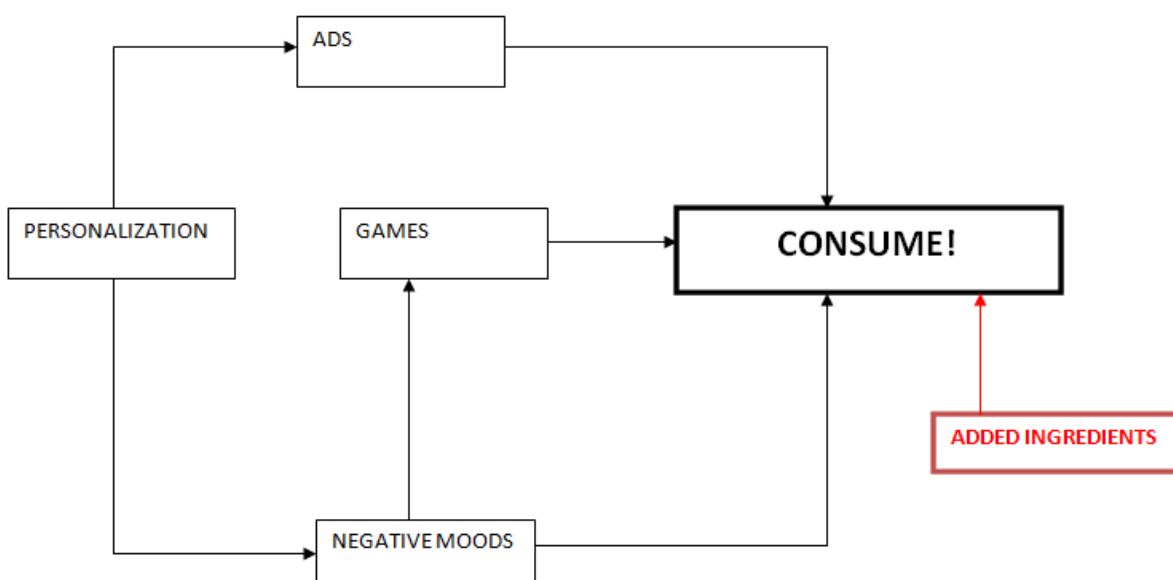 ADS
PERSONALIZATION
GAMES
CONSUME!
ADDED INGREDIENTS
NEGATIVE MOODS